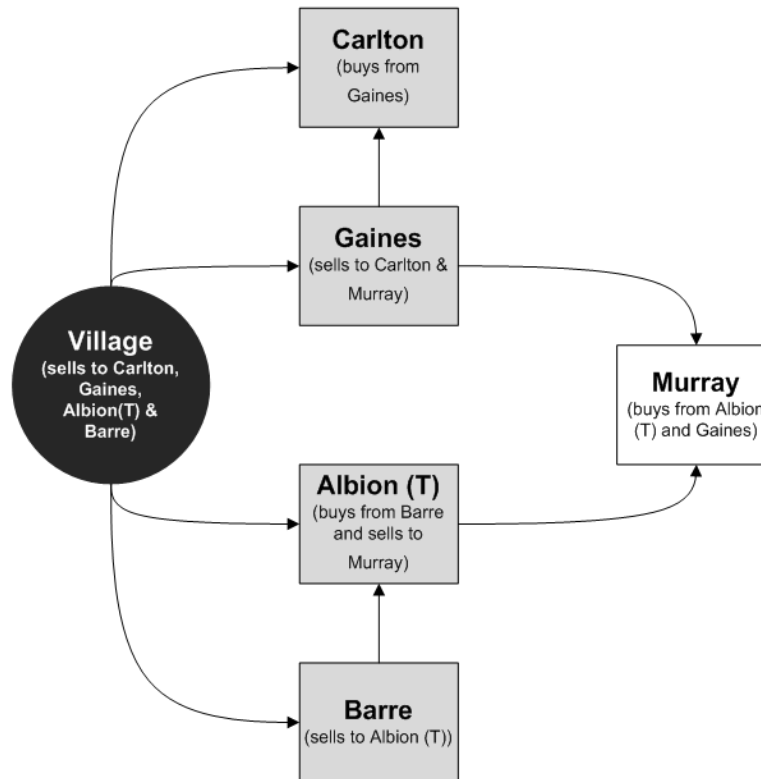 Carlton
(buys from
Gaines)
Gaines
(sells to Carlton &
Murray)
Village
(sells to Carlton,
Gaines,
Albion(T) &
Barre)
Murray
(buys from Albion
(T) and Gaines)
Albion (T)
(buys from Barre
and sells to
Murray)
Barre
(sells to Albion (T))